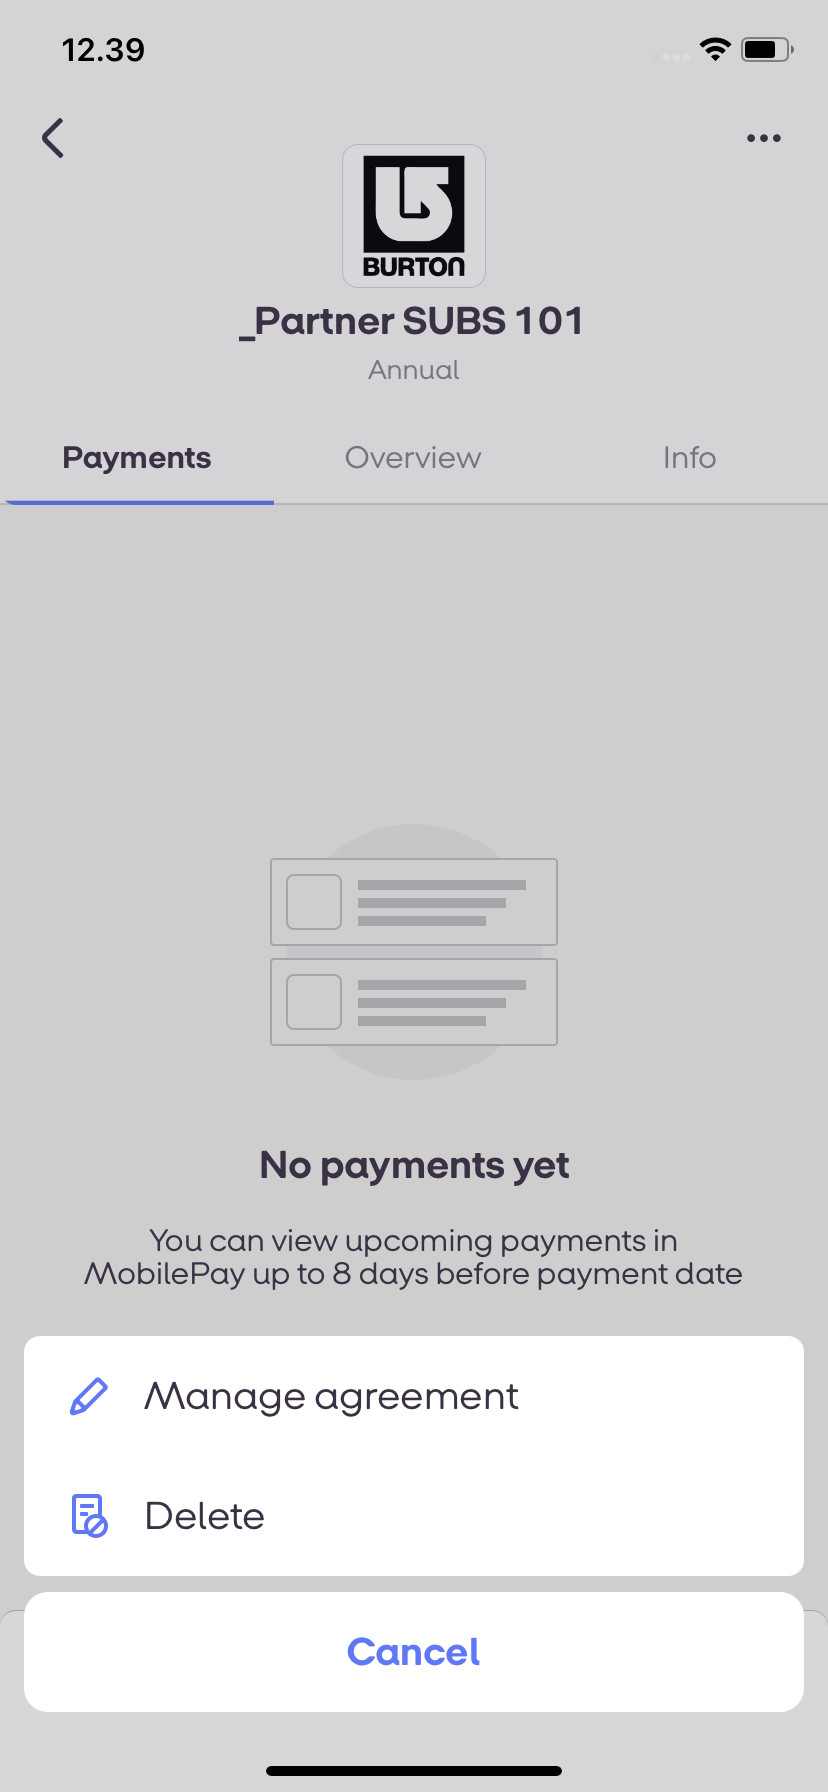 12.39
BURTON
_Partner SUBS 101
Annual
Payments
Overview
Info
No payments yet
You can view upcoming payments in
MobilePay up to 8 days before payment date
Manage agreement
Delete
Cancel